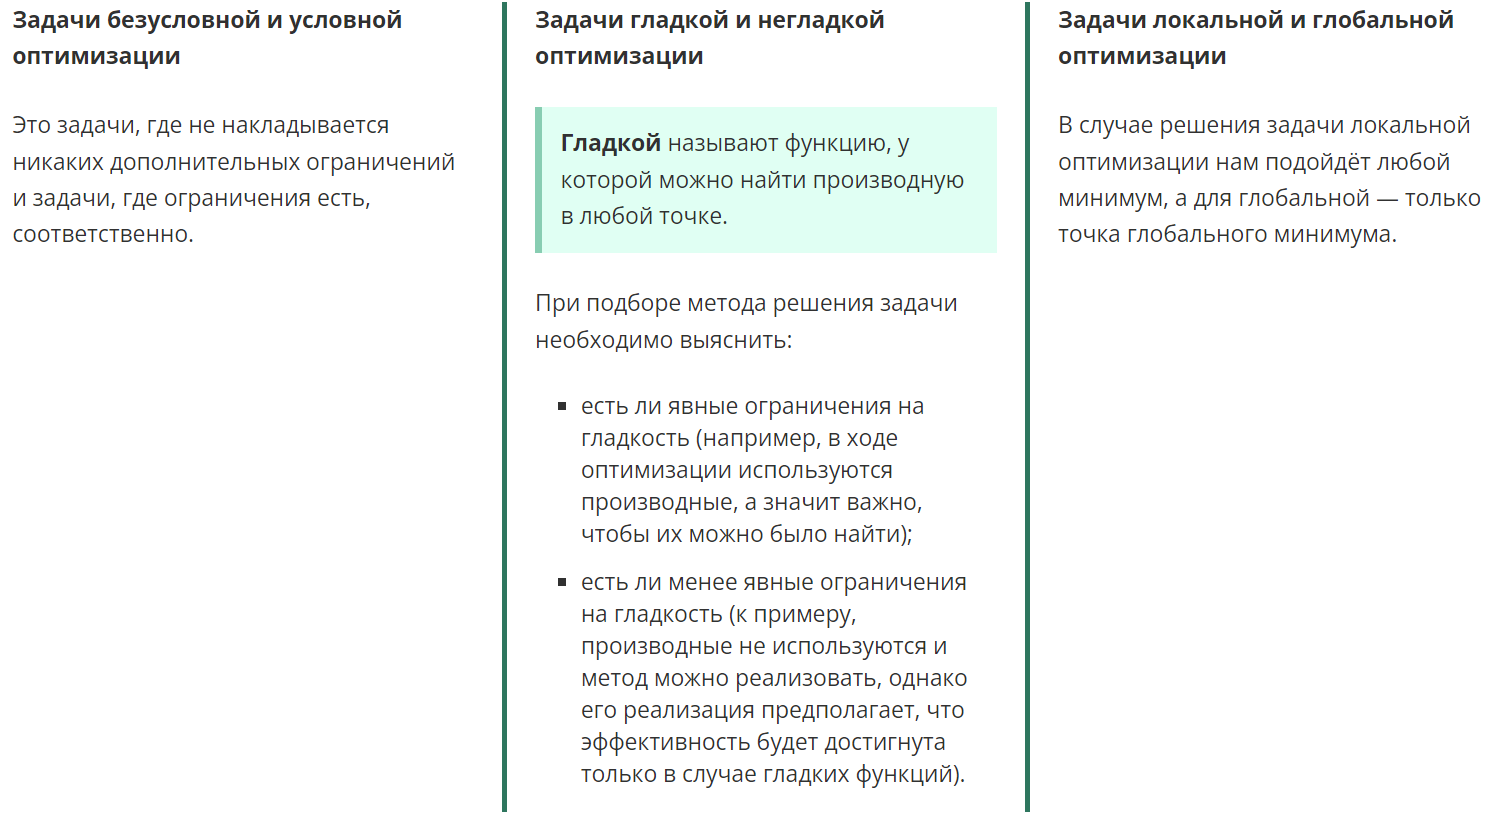 Задачи безусловной и условной
оптимизации
Это задачи, где не накладывается
никаких дополнительных ограничений
и задачи, где ограничения есть,
соответственно.
Задачи гладкой и негладкой
оптимизации
Гладкой называют функцию, у
которой можно найти производную
в любой точке.
При подборе метода решения задачи
необходимо выяснить:
есть ли явные ограничения на
гладкость (например, в ходе
оптимизации используются
производные, а значит важно,
чтобы их можно было найти);
есть ли менее явные ограничения
на гладкость (к примеру,
производные не используются и
метод можно реализовать, однако
его реализация предполагает, что
эффективность будет достигнута
только в случае гладких функций).
Задачи локальной и глобальной
оптимизации
В случае решения задачи локальной
оптимизации нам подойдёт любой
минимум, а для глобальной — только
точка глобального минимума.